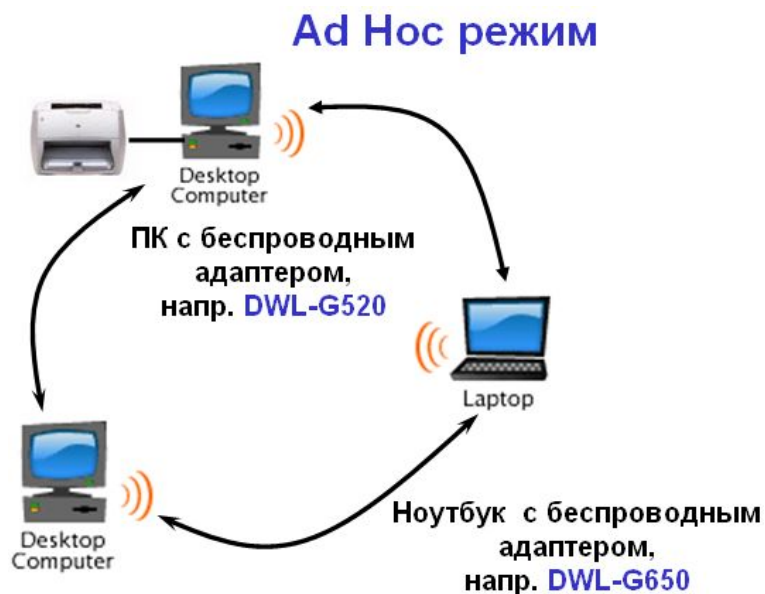 Ad Hoc режим
Desktop
Computer
ПК с беспроводным
адаптером,
напр. DWL-G520
Laptop
Desktop
Computer
Ноутбук с беспроводным
адаптером,
напр. DWL-G650